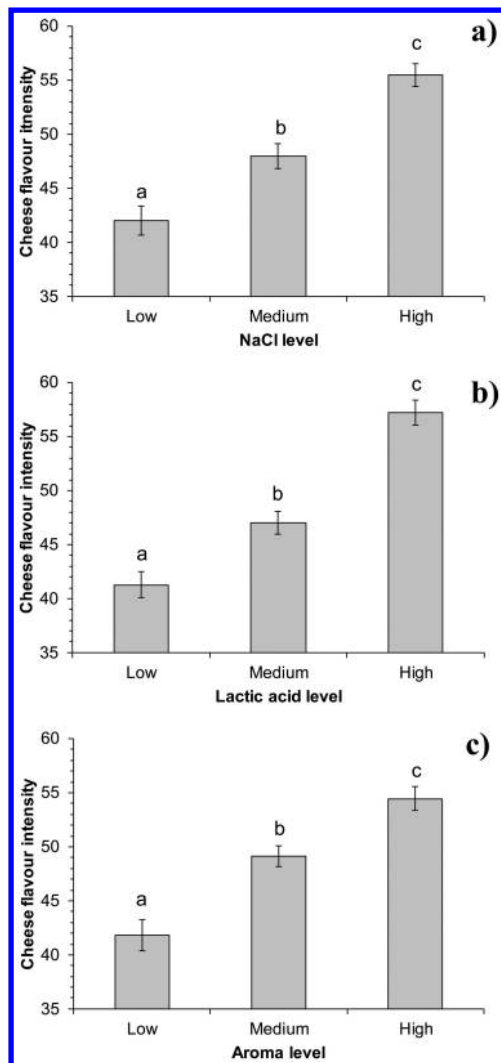 a)
60
55
50
45
40
35
Cheese flavour itnensity
a
b
c
Low Medium High
NaCl level
b)
60
55
50
45
40
35
Cheese flavour intensity
a
b
c
Low Medium High
Lactic acid level
c)
60
55
50
45
40
35
Cheese flavour intensity
a
b
c
Low Medium High
Aroma level